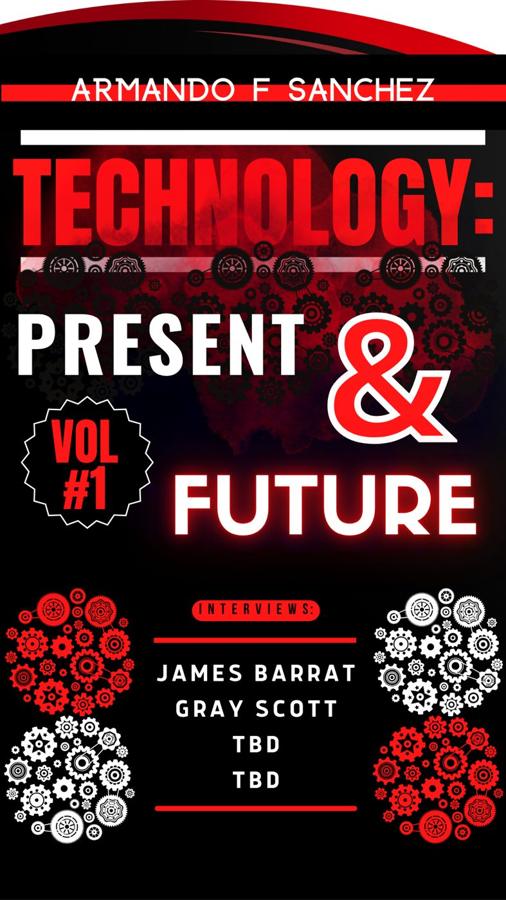 ARMANDO F SANCHEZ
TECHNOLOGY:
PRESENT &
VOL
#1
FUTURE
INTERVIEWS:
JAMES BARRAT
GRAY SCOTT
TBD
TBD